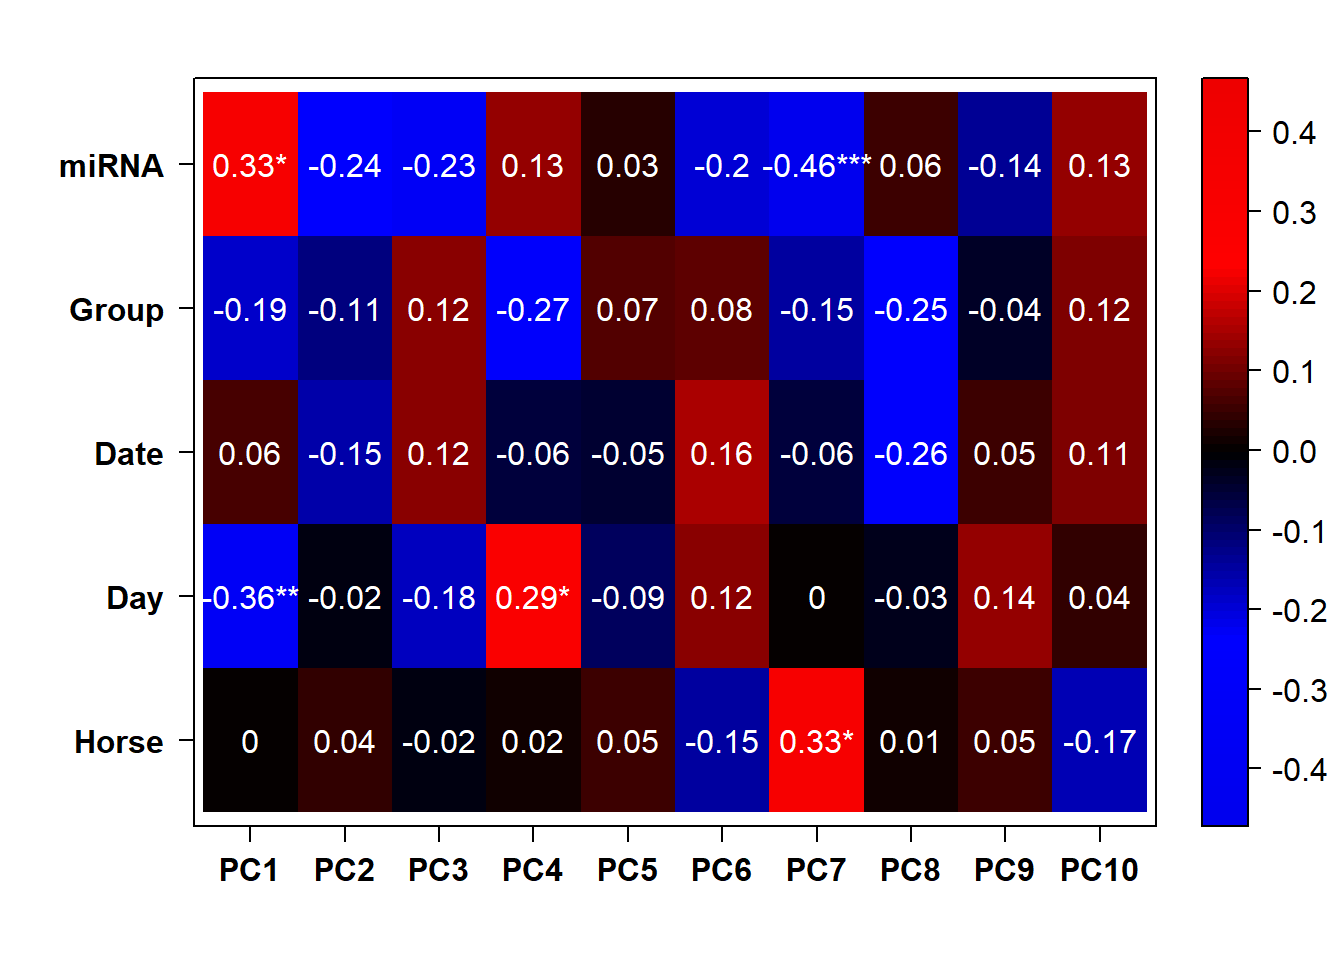 miRNA 0.33* -0.24 -0.23 0.13 0.03 -0.2 -0.46*** 0.06 -0.14 0.13
Group -0.19 -0.11 0.12 -0.27 0.07 0.08 -0.15 -0.25 -0.04 0.12
Date 0.06 -0.15 0.12 -0.06 -0.05 0.16 -0.06 -0.26 0.05 0.11
Day -0.36** -0.02 -0.18 0.29* -0.09 0.12 0 -0.03 0.14 0.04
Horse 0 0.04 -0.02 0.02 0.05 -0.15 0.33* 0.01 0.05 -0.17
PC1 PC2 PC3 PC4 PC5 PC6 PC7 PC8 PC9 PC10
0.4
0.3
0.2
0.1
0.0
-0.1
-0.2
-0.3
-0.4